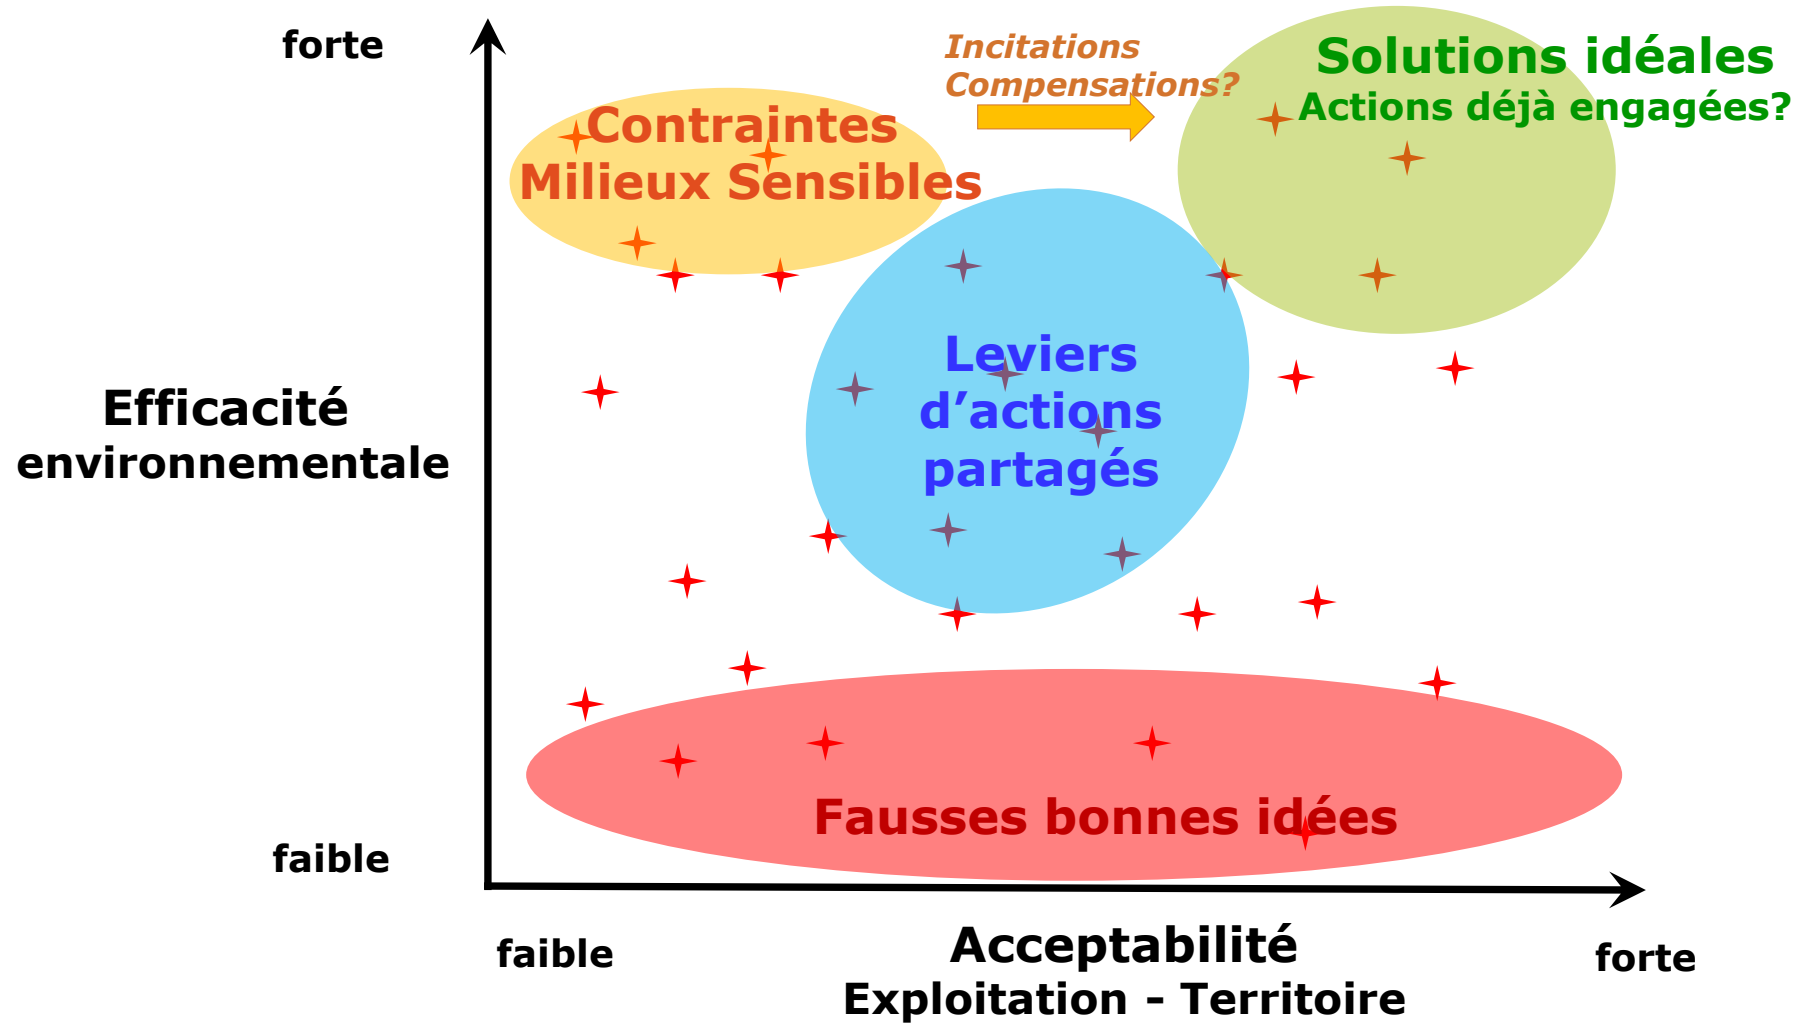 forte
Incitations
Compensations?
Solutions idéales
Actions déjà engagées?
Contraintes
Milieux Sensibles
Leviers
d’actions
partagés
Efficacité
environnementale
Fausses bonnes idées
faible
faible
Acceptabilité
Exploitation – Territoire
forte